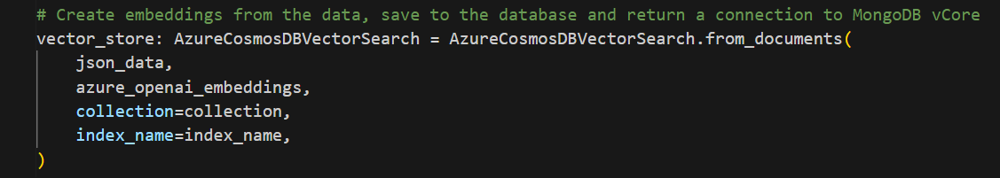 # Create embeddings from the data, save to the database and return a connection to MongoDB vCore
vector_store: AzureCosmosDBVectorSearch = AzureCosmosDBVectorSearch.from_documents(
    json_data,
    azure_openai_embeddings,
    collection=collection,
    index_name=index_name,
)